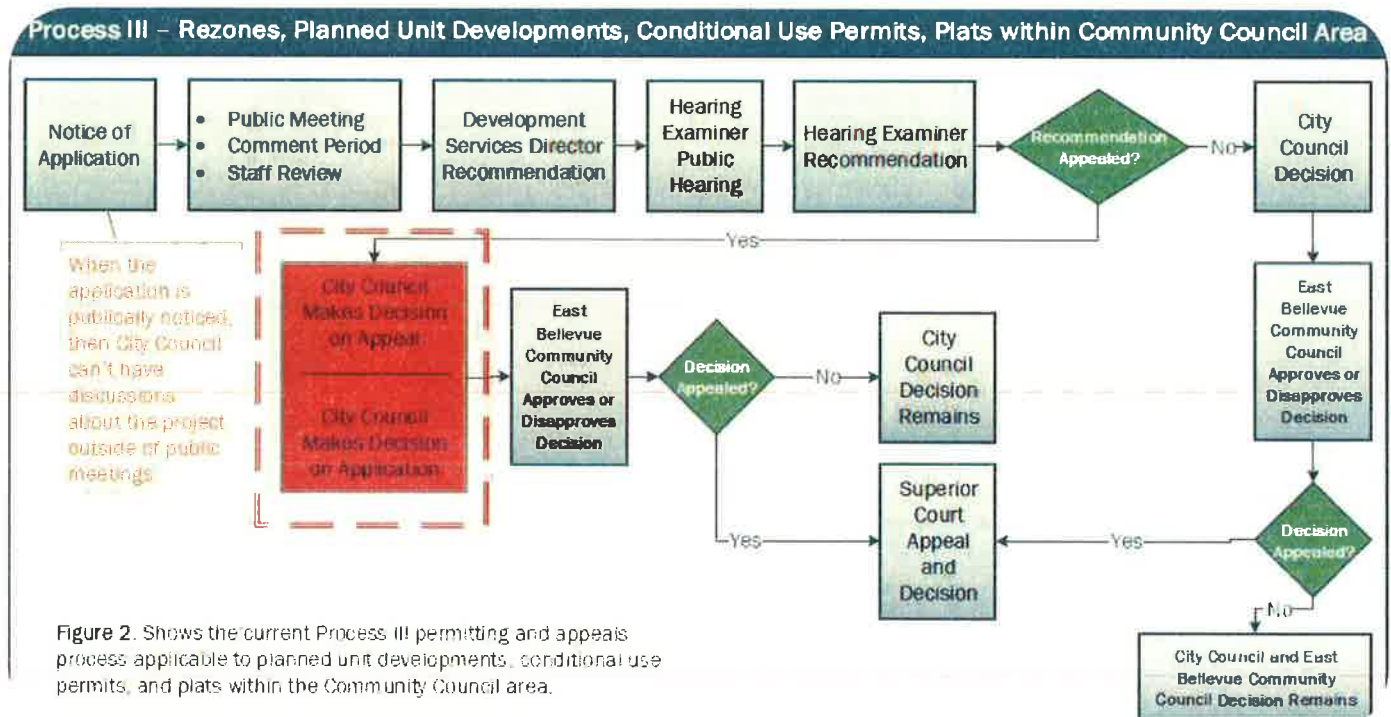 Process III – Rezones, Planned Unit Developments, Conditional Use Permits, Plats within Community Council Area
Notice of
Application
• Public Meeting
• Comment Period
• Staff Review
Development
Services Director
Recommendation
Hearing
Examiner
Public
Hearing
Hearing Examiner
Recommendation
Recommendation
Appealed?
No
City
Council
Decision
Yes
When the
application is
publically noticed,
then City Council
can't have
discussions
about the project
outside of public
meetings
City Council
Makes Decision
on Appeal
City Council
Makes Decision
on Application
East
Bellevue
Community
Council
Approves or
Disapproves
Decision
Decision
Appealed?
No
City
Council
Decision
Remains
East
Bellevue
Community
Council
Approves or
Disapproves
Decision
Yes
Superior
Court
Appeal
and
Decision
Yes
Decision
Appealed?
No
City Council and East
Bellevue Community
Council Decision Remains
Figure 2. Shows the current Process III permitting and appeals
process applicable to planned unit developments, conditional use
permits, and plats within the Community Council area.